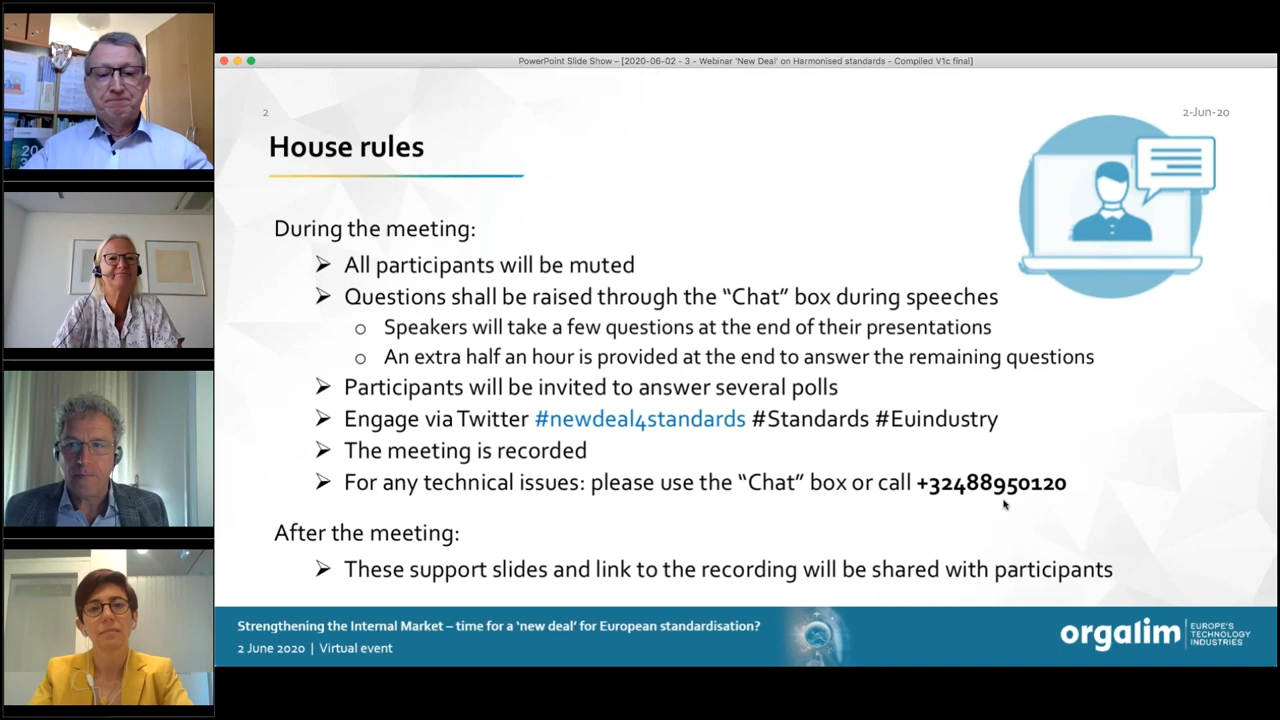 PowerPoint Slide Show – [2020-06-02 - 3 - Webinar 'New Deal' on Harmonised standards - Compiled V1c final]
2
2-Jun-20
House rules
During the meeting:
➢ All participants will be muted
➢ Questions shall be raised through the “Chat” box during speeches
o Speakers will take a few questions at the end of their presentations
o An extra half an hour is provided at the end to answer the remaining questions
➢ Participants will be invited to answer several polls
➢ Engage via Twitter #newdeal4standards #Standards #Euindustry
➢ The meeting is recorded
➢ For any technical issues: please use the “Chat” box or call +32488950120
After the meeting:
➢ These support slides and link to the recording will be shared with participants
Strengthening the Internal Market – time for a ‘new deal’ for European standardisation?
2 June 2020 | Virtual event
orgalim
EUROPE'S
TECHNOLOGY
INDUSTRIES